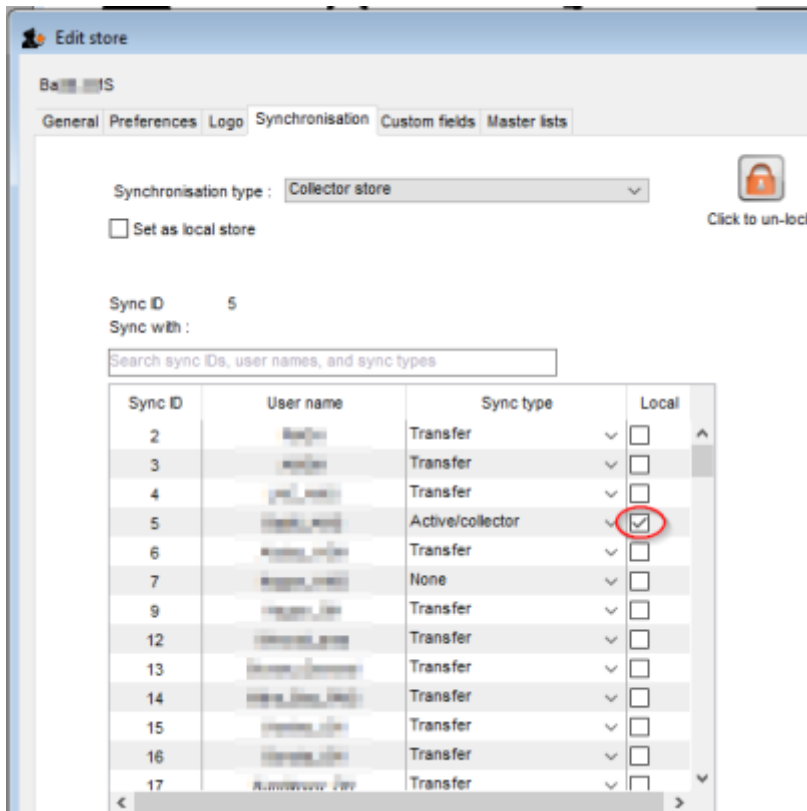 Edit store
General Preferences Logo Synchronisation Custom fields Master lists
Synchronisation type : Collector store
Click to un-lock
Set as local store
Sync ID 5
Sync with :
Search sync IDs, user names, and sync types
Sync ID User name Sync type Local
2 Transfer
3 Transfer
4 Transfer
5 Active/collector
6 Transfer
7 None
9 Transfer
12 Transfer
13 Transfer
14 Transfer
15 Transfer
16 Transfer
17 Transfer